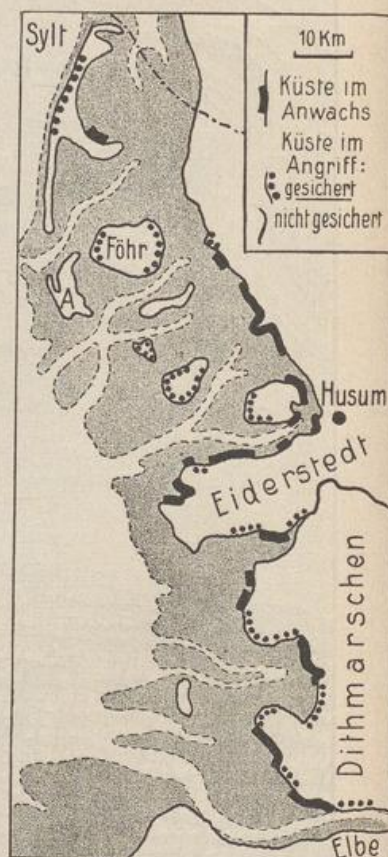 Sylt
10 Km
Küste im
Anwachs
Küste im
Angriff:
gesichert
nicht gesichert
Föhr
A
Husum
Eiderstedt
Dithmarschen
Elbe